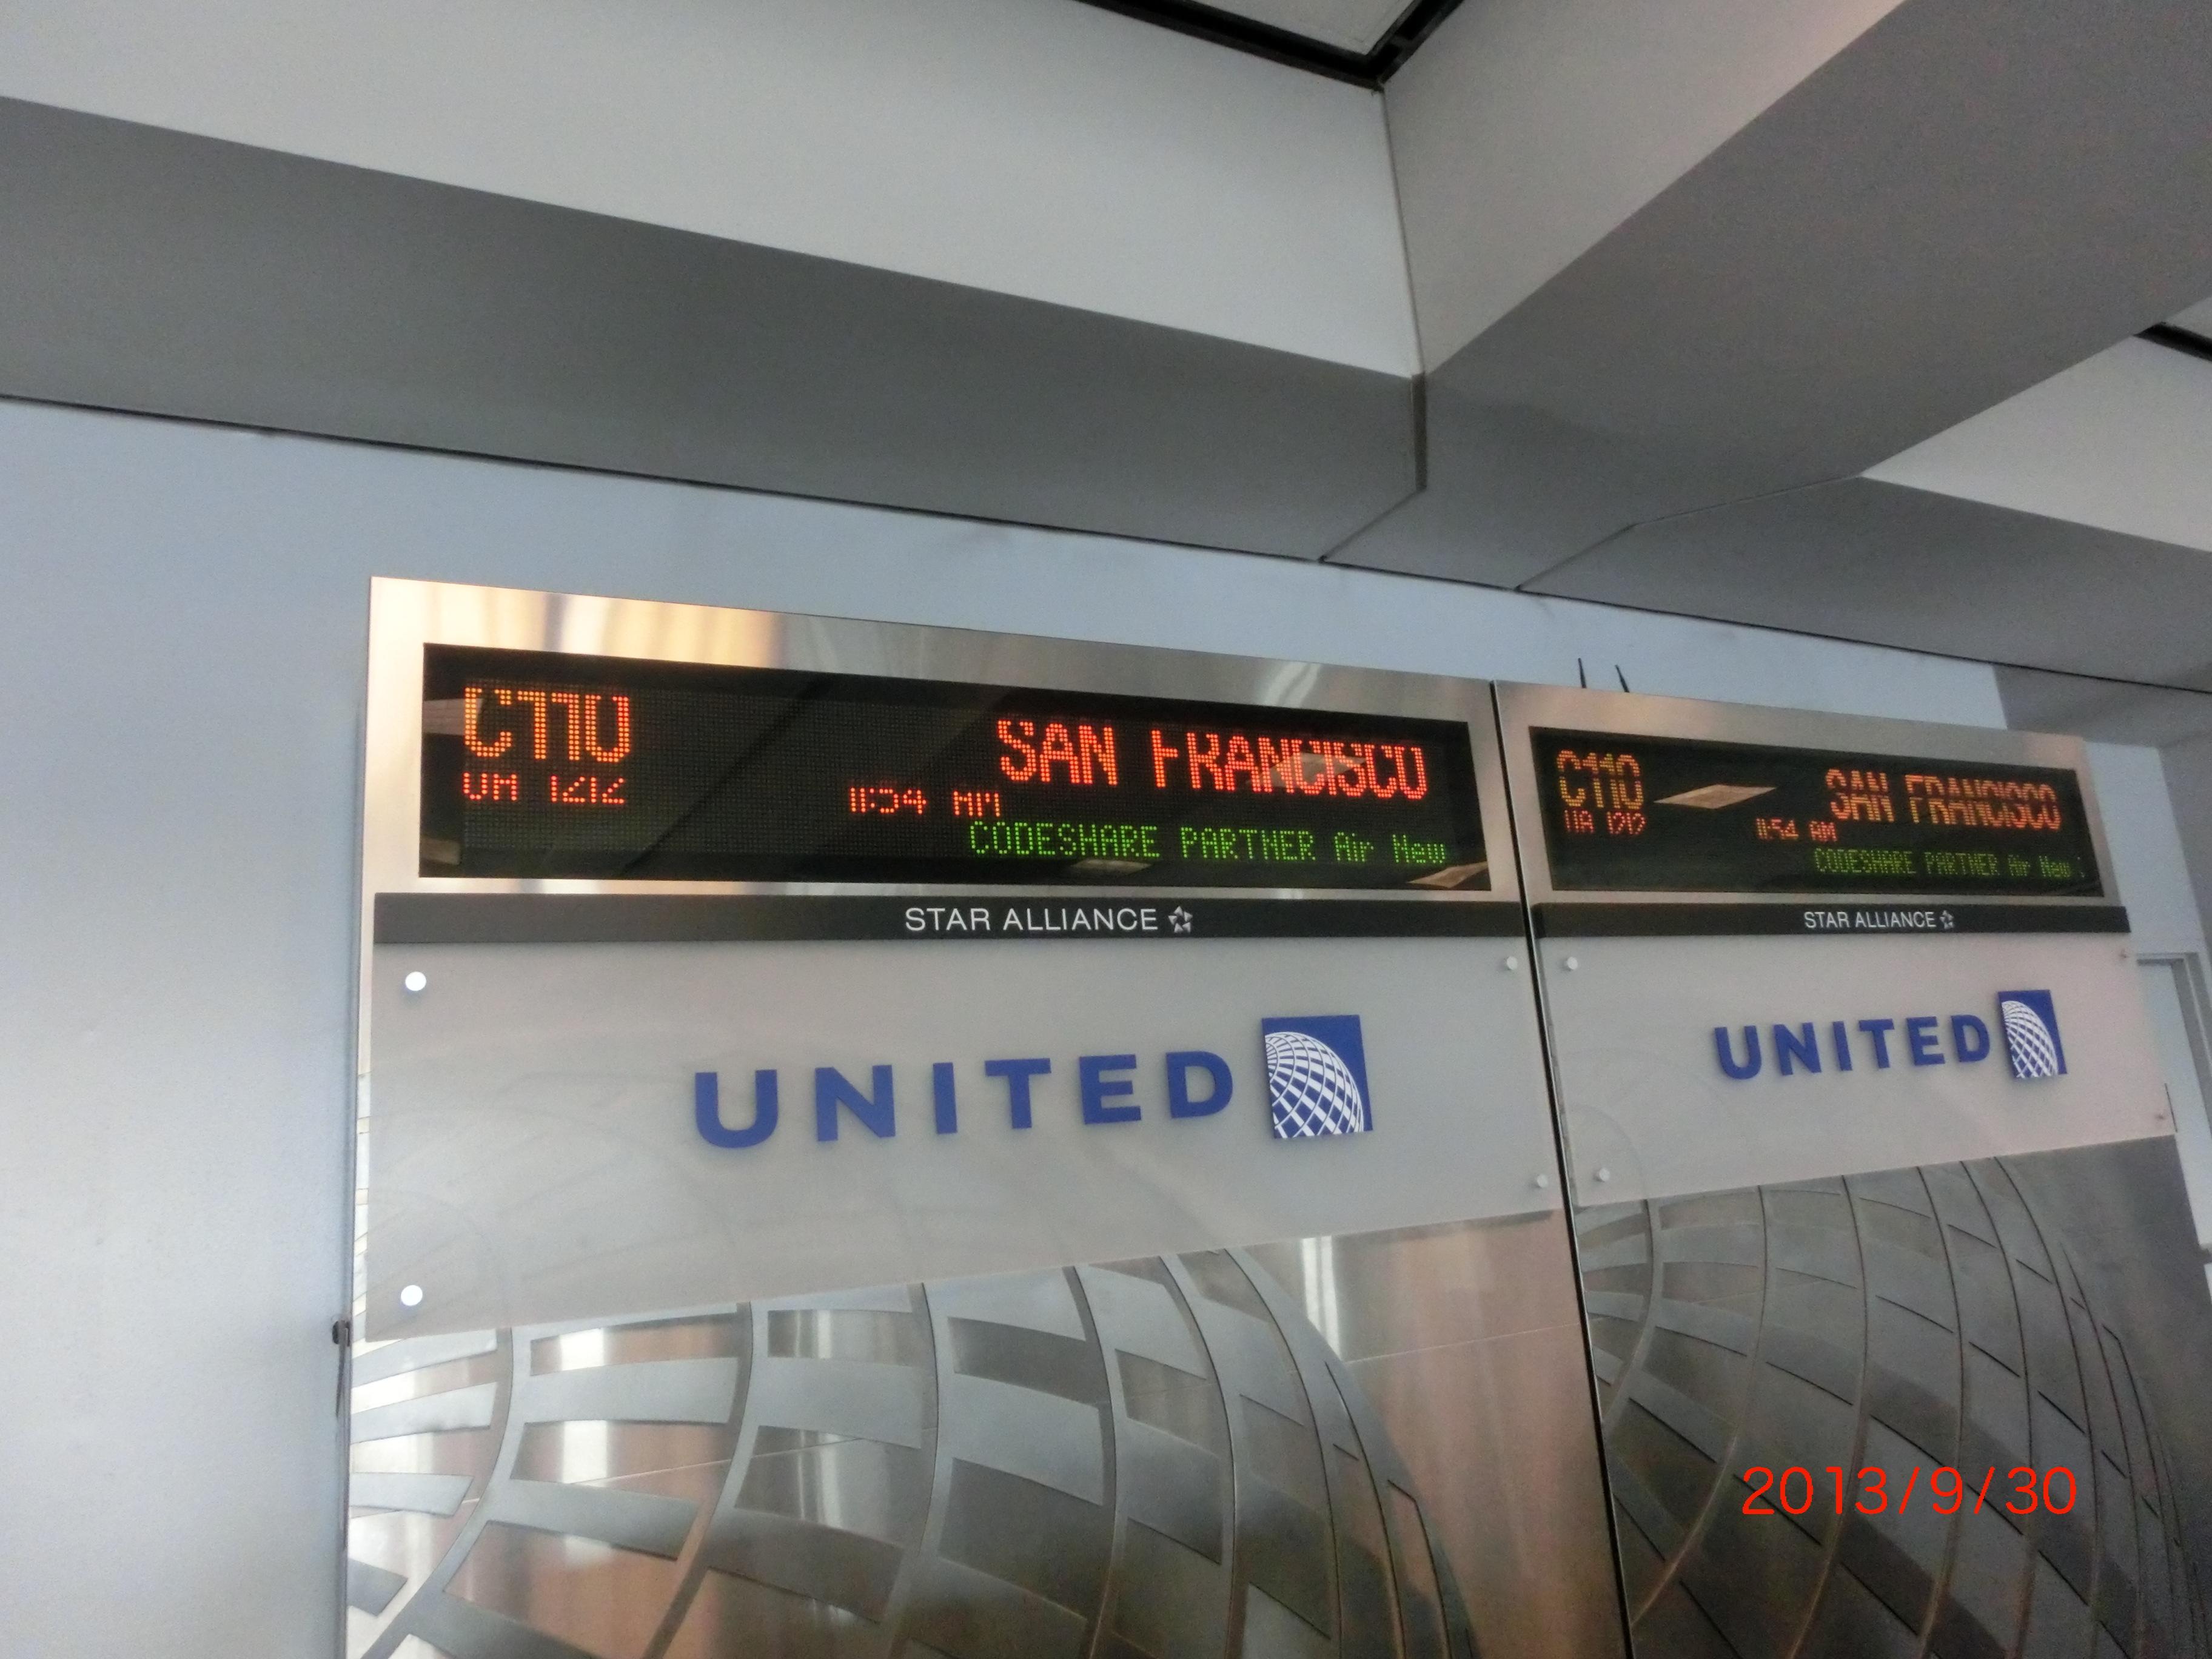 C110
SAN FRANCISCO
UA 1212
11:54 AM
CODESHARE PARTNER Air New
STAR ALLIANCE
UNITED
C110
SAN FRANCISCO
UA 1212
11:54 AM
CODESHARE PARTNER Air New
STAR ALLIANCE
UNITED
2013/9/30